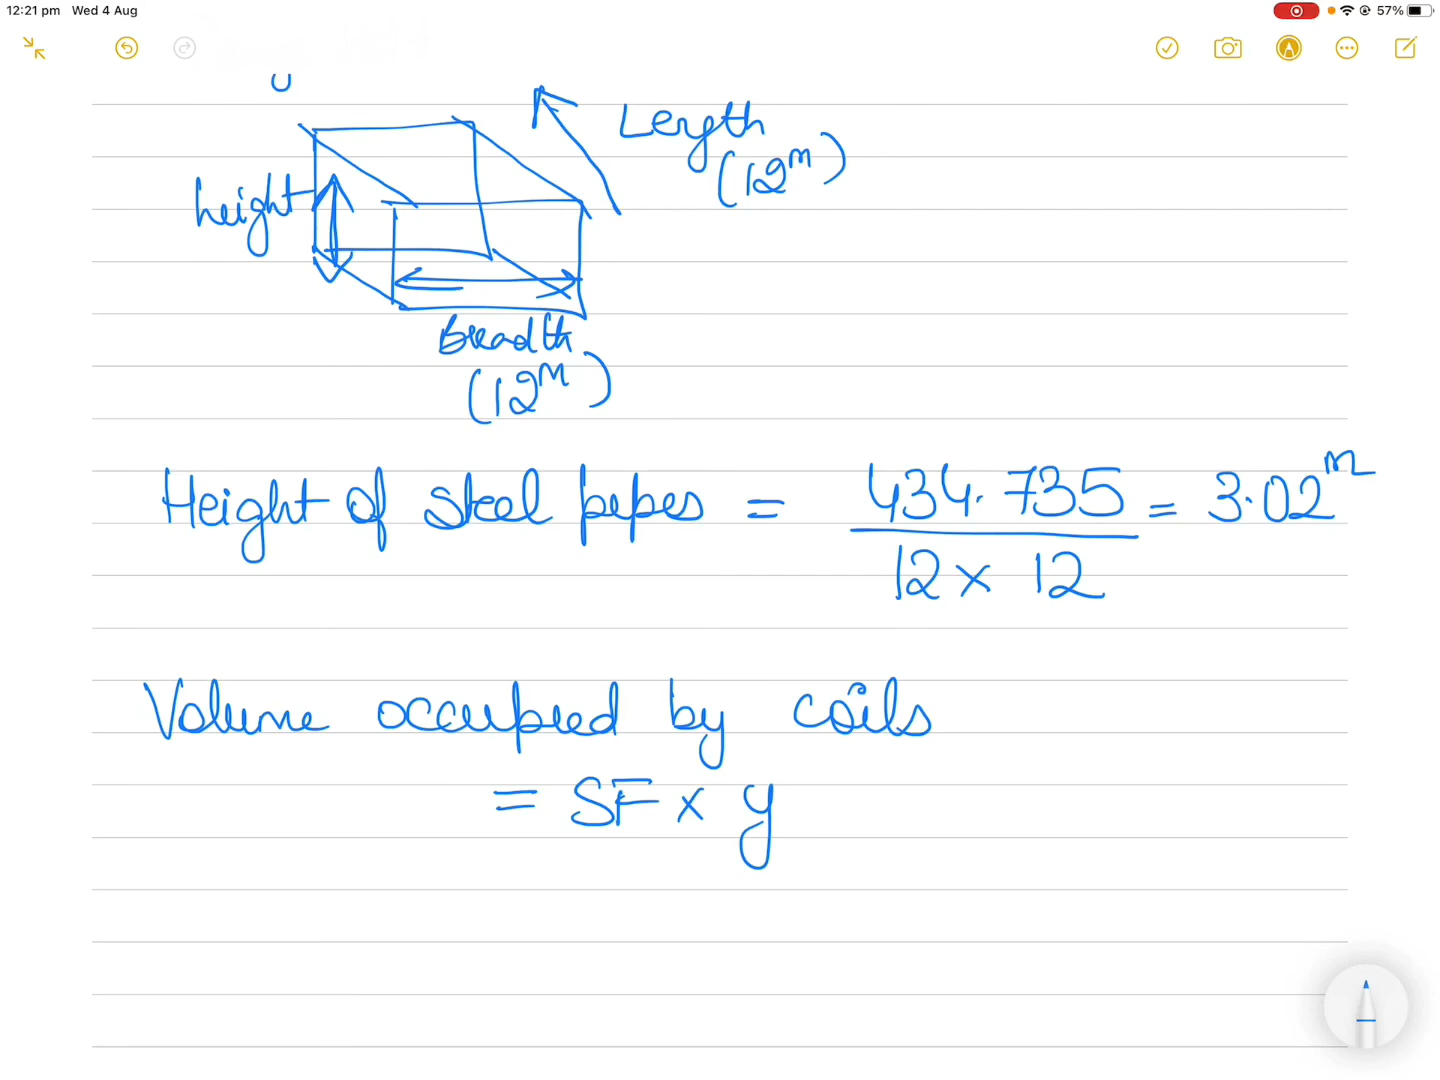 12:21 pm Wed 4 Aug
57%
Length
(12m)
height
Breadth
(12m)
Height of steel pipes = 434.735 / 12 x 12 = 3.02m
Volume occupied by coils
= SF x y